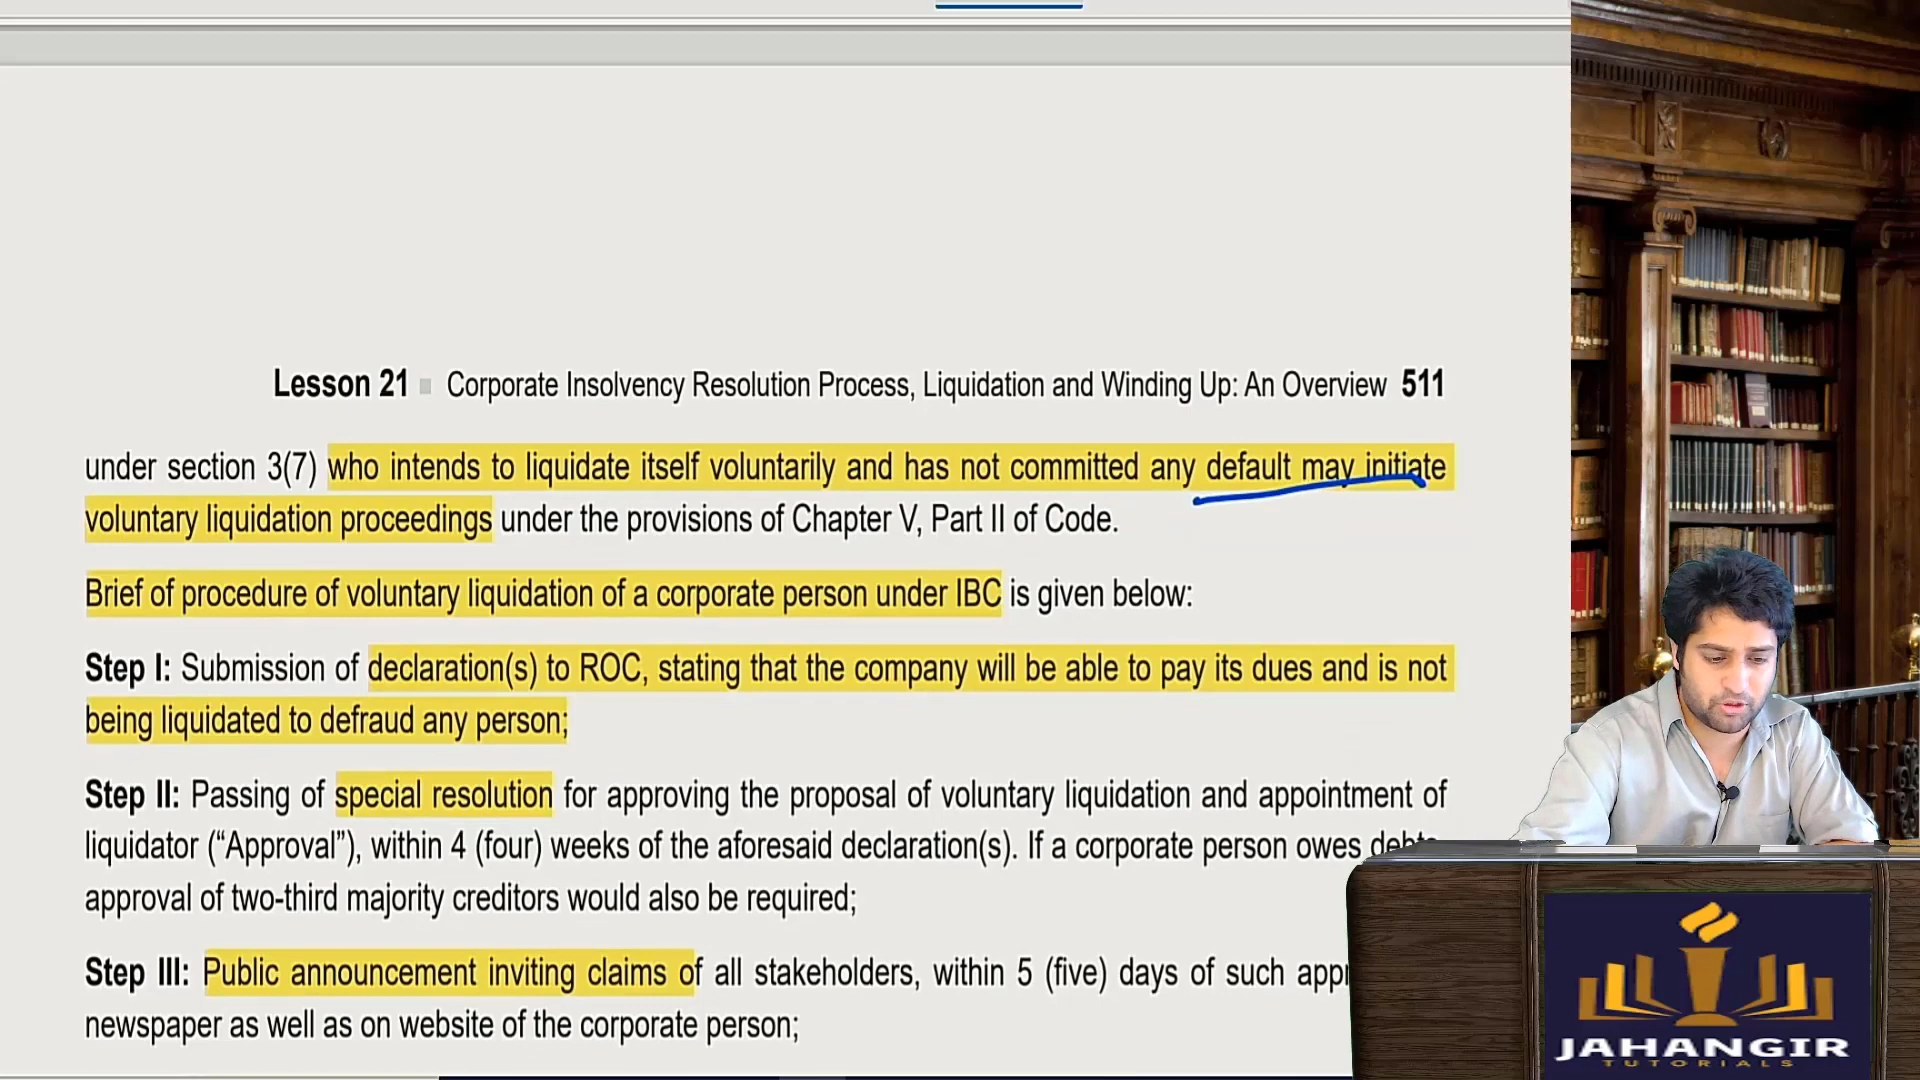 Lesson 21 Corporate Insolvency Resolution Process, Liquidation and Winding Up: An Overview 511
under section 3(7) who intends to liquidate itself voluntarily and has not committed any default may initiate
voluntary liquidation proceedings under the provisions of Chapter V, Part II of Code.
Brief of procedure of voluntary liquidation of a corporate person under IBC is given below:
Step I: Submission of declaration(s) to ROC, stating that the company will be able to pay its dues and is not
being liquidated to defraud any person;
Step II: Passing of special resolution for approving the proposal of voluntary liquidation and appointment of
liquidator (“Approval”), within 4 (four) weeks of the aforesaid declaration(s). If a corporate person owes
approval of two-third majority creditors would also be required;
Step III: Public announcement inviting claims of all stakeholders, within 5 (five) days of such
newspaper as well as on website of the corporate person;
JAHANGIR
TUTORIALS